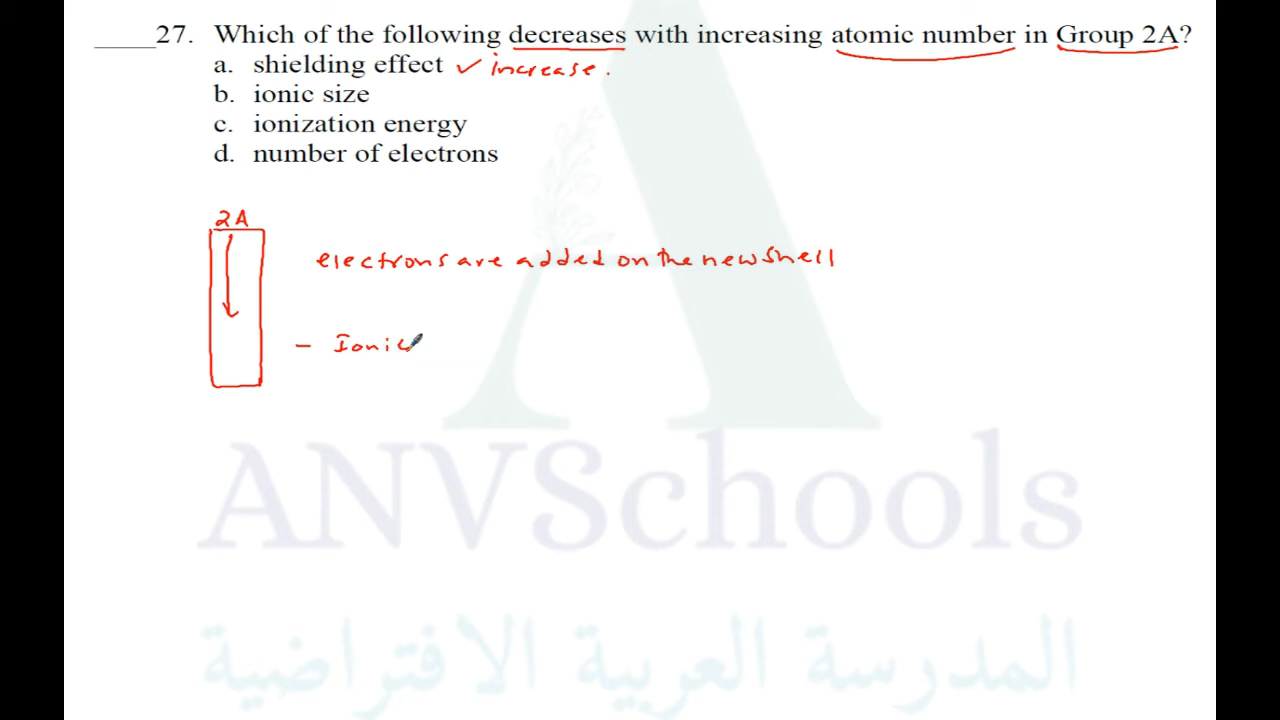 _____27. Which of the following decreases with increasing atomic number in Group 2A?
a. shielding effect ✓ increase.
b. ionic size
c. ionization energy
d. number of electrons
2A
electrons are added on the new shell
– Ionic
ANVSchools
المدرسة العربية الافتراضية